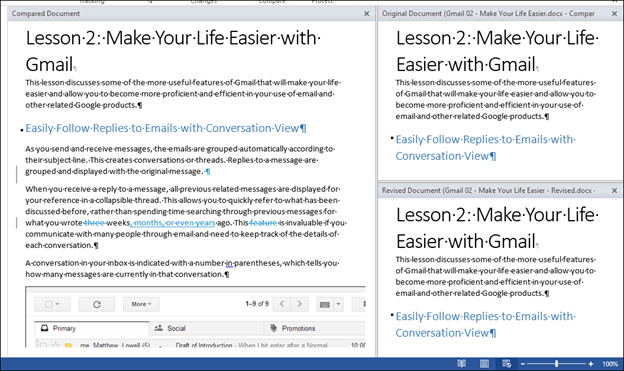 Tracking
Changes
Compare
Protect
Compared Document
Lesson·2:·Make·Your·Life·Easier·with·
Gmail¶
This·lesson·discusses·some·of·the·more·useful·features·of·Gmail·that·will·make·your·life·
easier·and·allow·you·to·become·more·proficient·and·efficient·in·your·use·of·email·and·
other·related·Google·products.¶
Easily·Follow·Replies·to·Emails·with·Conversation·View¶
As·you·send·and·receive·messages,·the·emails·are·grouped·automatically·according·to·
their·subject·line.·This·creates·conversations·or·threads.·Replies·to·a·message·are·
grouped·and·displayed·with·the·original·message.·¶
When·you·receive·a·reply·to·a·message,·all·previous·related·messages·are·displayed·for·
your·reference·in·a·collapsible·thread.·This·allows·you·to·quickly·refer·to·what·has·been·
discussed·before,·rather·than·spending·time·searching·through·previous·messages·for·
what·you·wrote·three·weeks,·months,·or·even·years·ago.·This·feature·is·invaluable·if·you·
communicate·with·many·people·through·email·and·need·to·keep·track·of·the·details·of·
each·conversation.¶
A·conversation·in·your·inbox·is·indicated·with·a·number·in·parentheses,·which·tells·you·
how·many·messages·are·currently·in·that·conversation.¶
More
1–9 of 9
Primary
Social
Promotions
me, Matthew, Lowell (5)
Draft of Introduction - When I hit enter after a Normal
10:00
Original Document (Gmail 02 - Make Your Life Easier.docx - Compar
Lesson·2:·Make·Your·Life·
Easier·with·Gmail¶
This·lesson·discusses·some·of·the·more·useful·features·
of·Gmail·that·will·make·your·life·easier·and·allow·you·to·
become·more·proficient·and·efficient·in·your·use·of·
email·and·other·related·Google·products.¶
Easily·Follow·Replies·to·Emails·with·
Conversation·View¶
Revised Document (Gmail 02 - Make Your Life Easier - Revised.docx -
Lesson·2:·Make·Your·Life·
Easier·with·Gmail¶
This·lesson·discusses·some·of·the·more·useful·features·
of·Gmail·that·will·make·your·life·easier·and·allow·you·to·
become·more·proficient·and·efficient·in·your·use·of·
email·and·other·related·Google·products.¶
Easily·Follow·Replies·to·Emails·with·
Conversation·View¶
100%